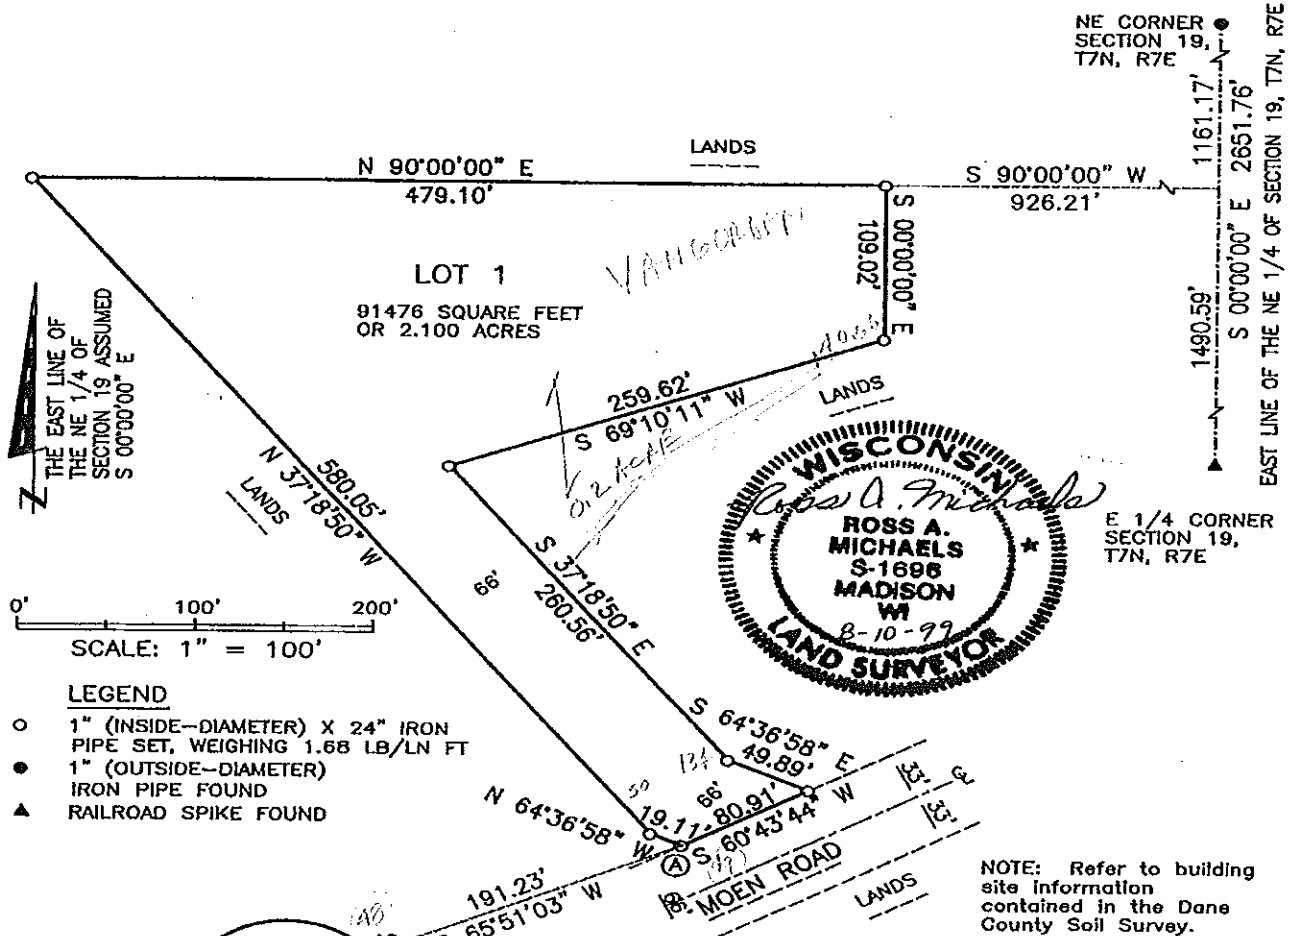 NE CORNER
SECTION 19,
T7N, R7E
1161.17'
S 00°00'00" E 2651.76'
EAST LINE OF THE NE 1/4 OF SECTION 19, T7N, R7E
1490.59'
LANDS
N 90°00'00" E
479.10'
S 90°00'00" W
926.21'
S 00°00'00" E
109.02'
LOT 1
91476 SQUARE FEET
OR 2.100 ACRES
THE EAST LINE OF
THE NE 1/4 OF
SECTION 19 ASSUMED
S 00°00'00" E
259.62'
S 69°10'11" W
LANDS
0.2 ACRE
580.05'
N 37°18'50" W
LANDS
WISCONSIN
Ross A. Michaels
ROSS A.
MICHAELS
S-1696
MADISON
WI
8-10-99
LAND SURVEYOR
E 1/4 CORNER
SECTION 19,
T7N, R7E
66'
S 37°18'50" E
260.56'
0' 100' 200'
SCALE: 1" = 100'
LEGEND
1" (INSIDE-DIAMETER) X 24" IRON
PIPE SET, WEIGHING 1.68 LB/LN FT
1" (OUTSIDE-DIAMETER)
IRON PIPE FOUND
RAILROAD SPIKE FOUND
S 64°36'58" E
49.89'
66'
N 64°36'58" W
19.11'
80.91'
S 60°43'44" W
A
33'
33'
66'
MOEN ROAD
LANDS
191.23'
65°51'03" W
NOTE: Refer to building
site information
contained in the Dane
County Soil Survey.